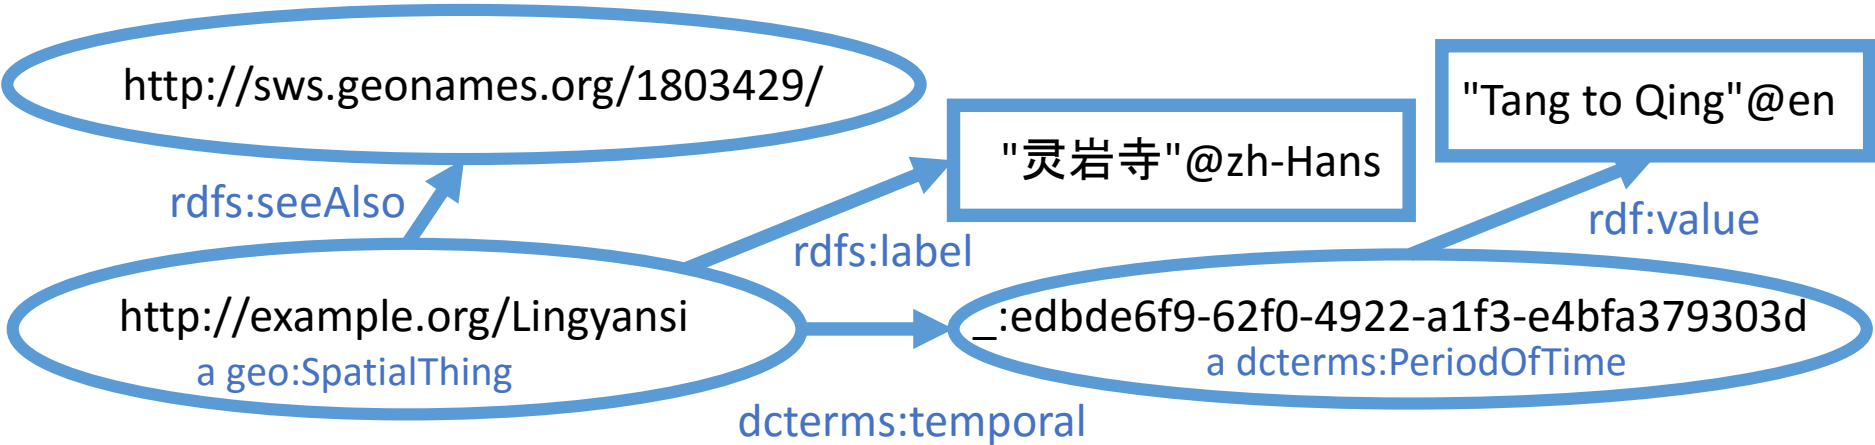 http://sws.geonames.org/1803429/
"Tang to Qing"@en
"灵岩寺"@zh-Hans
rdfs:seeAlso
rdfs:label
rdf:value
http://example.org/Lingyansi
a geo:SpatialThing
_:edbde6f9-62f0-4922-a1f3-e4bfa379303d
a dcterms:PeriodOfTime
dcterms:temporal